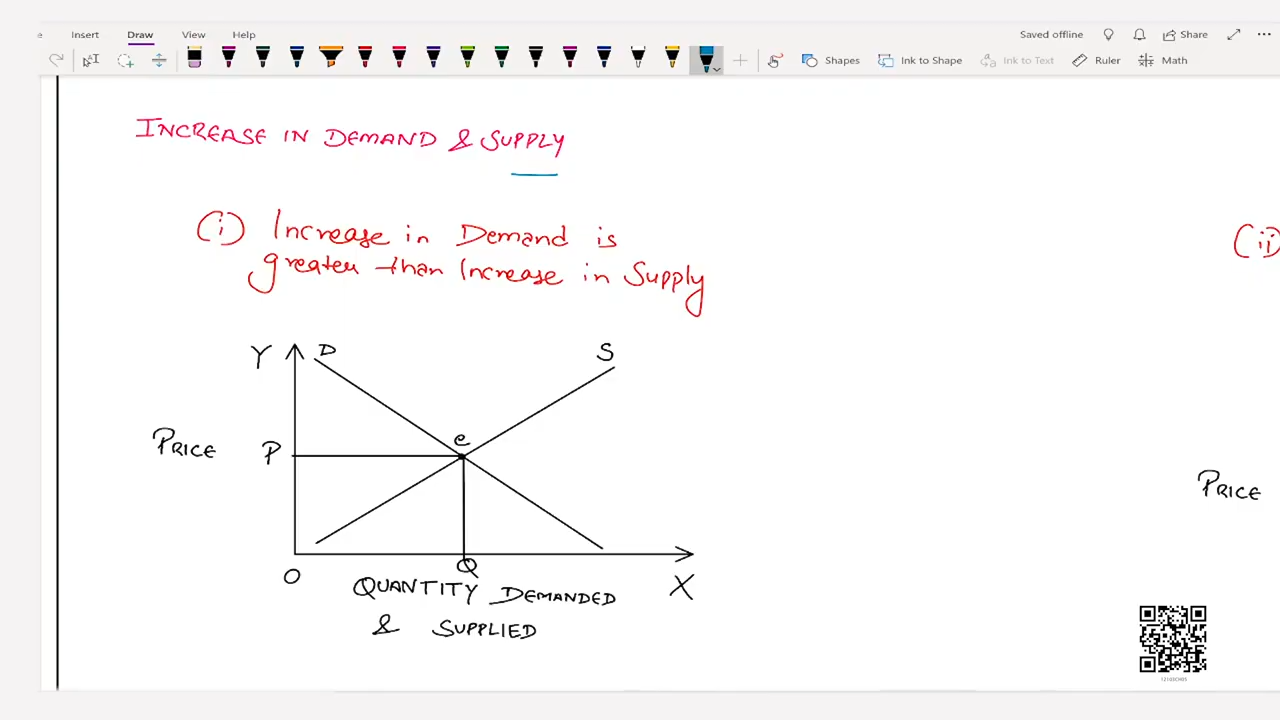 Insert Draw View Help Saved offline Share
Shapes Ink to Shape Ink to Text Ruler Math
INCREASE IN DEMAND & SUPPLY
(i) Increase in Demand is
greater than Increase in Supply
(ii)
Y D S
e
PRICE P
PRICE
O Q X
QUANTITY DEMANDED
& SUPPLIED
12103CH05